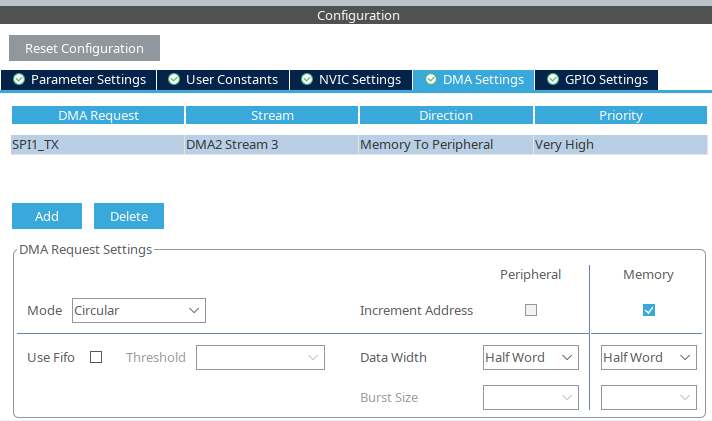 Configuration
Reset Configuration
Parameter Settings User Constants NVIC Settings DMA Settings GPIO Settings
DMA Request Stream Direction Priority
SPI1_TX DMA2 Stream 3 Memory To Peripheral Very High
Add Delete
DMA Request Settings
Peripheral Memory
Mode Circular Increment Address
Use Fifo Threshold Data Width Half Word Half Word
Burst Size